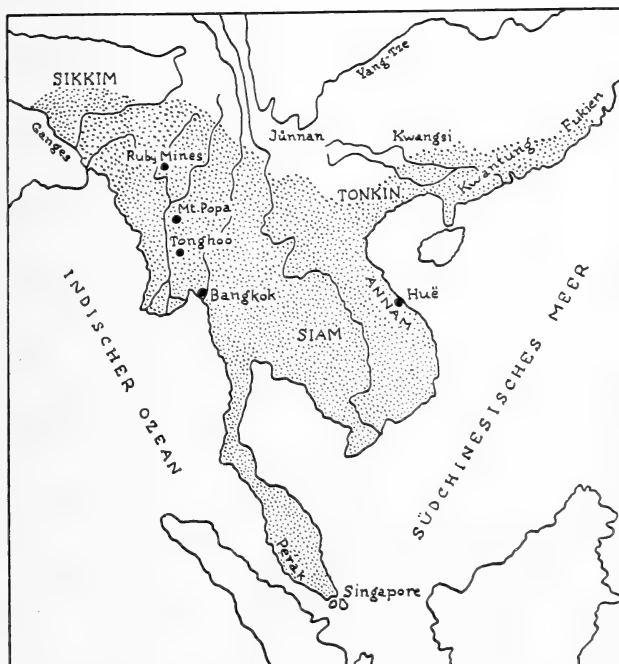 Yang-Tze
SIKKIM
Ganges
Jünnan
Kwangsi
Fukien
Kwantung
Ruby Mines
TONKIN
Mt. Popa
Tonghoo
Bangkok
Huë
ANNAM
SIAM
INDISCHER OZEAN
SÜDCHINESISCHES MEER
Pérak
Singapore